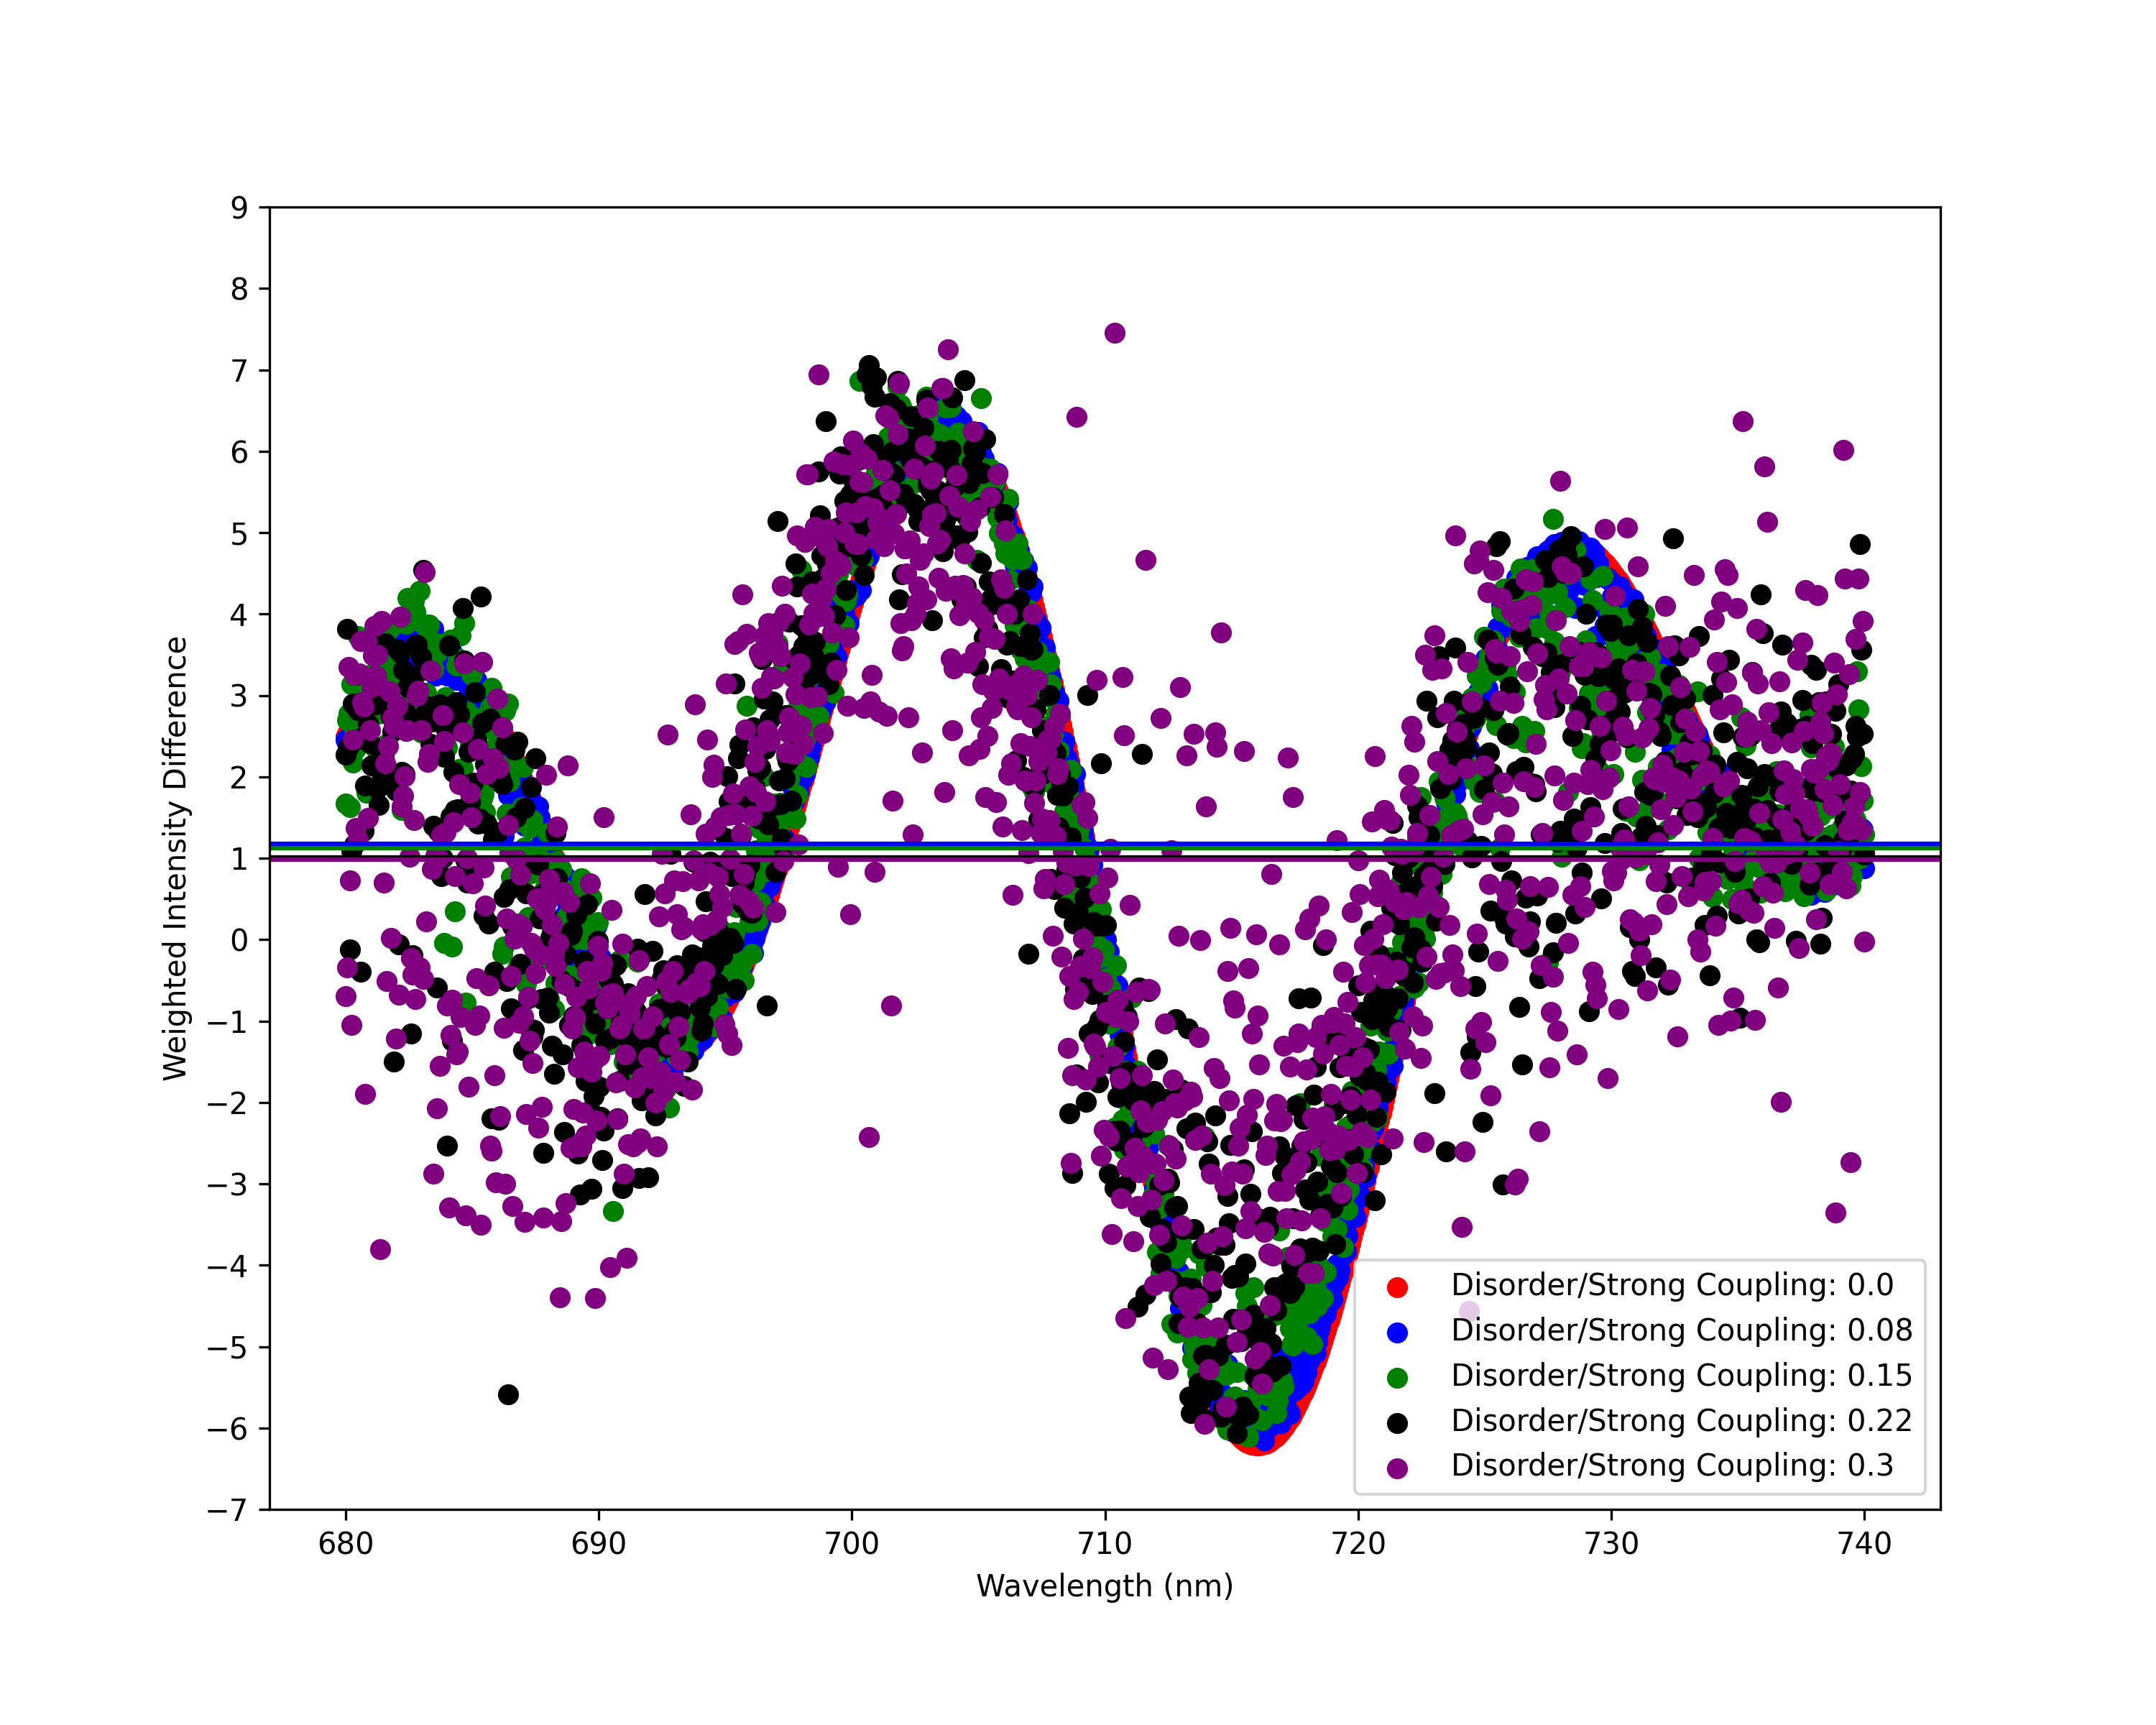 9
8
7
6
5
4
3
2
1
0
−1
−2
−3
−4
−5
−6
−7
Weighted Intensity Difference
680 690 700 710 720 730 740
Wavelength (nm)
Disorder/Strong Coupling: 0.0
Disorder/Strong Coupling: 0.08
Disorder/Strong Coupling: 0.15
Disorder/Strong Coupling: 0.22
Disorder/Strong Coupling: 0.3